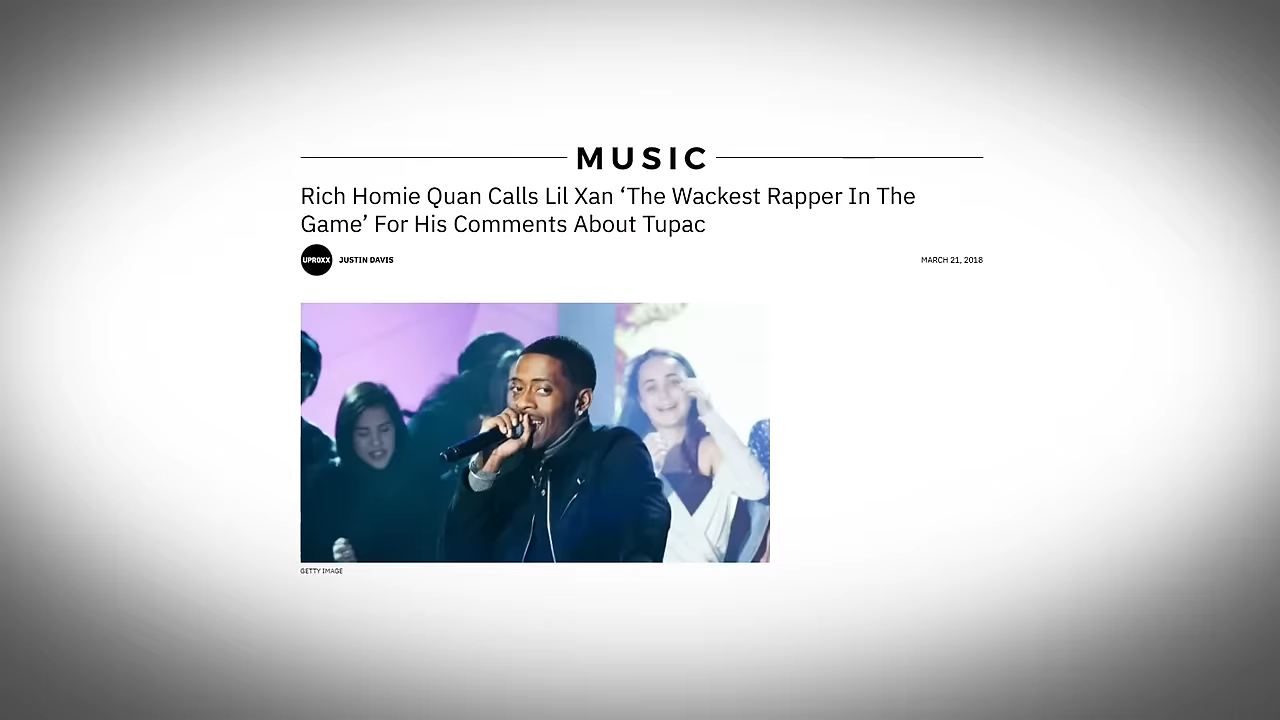 MUSIC
Rich Homie Quan Calls Lil Xan ‘The Wackest Rapper In The
Game’ For His Comments About Tupac
UPROXX JUSTIN DAVIS MARCH 21, 2018
GETTY IMAGE